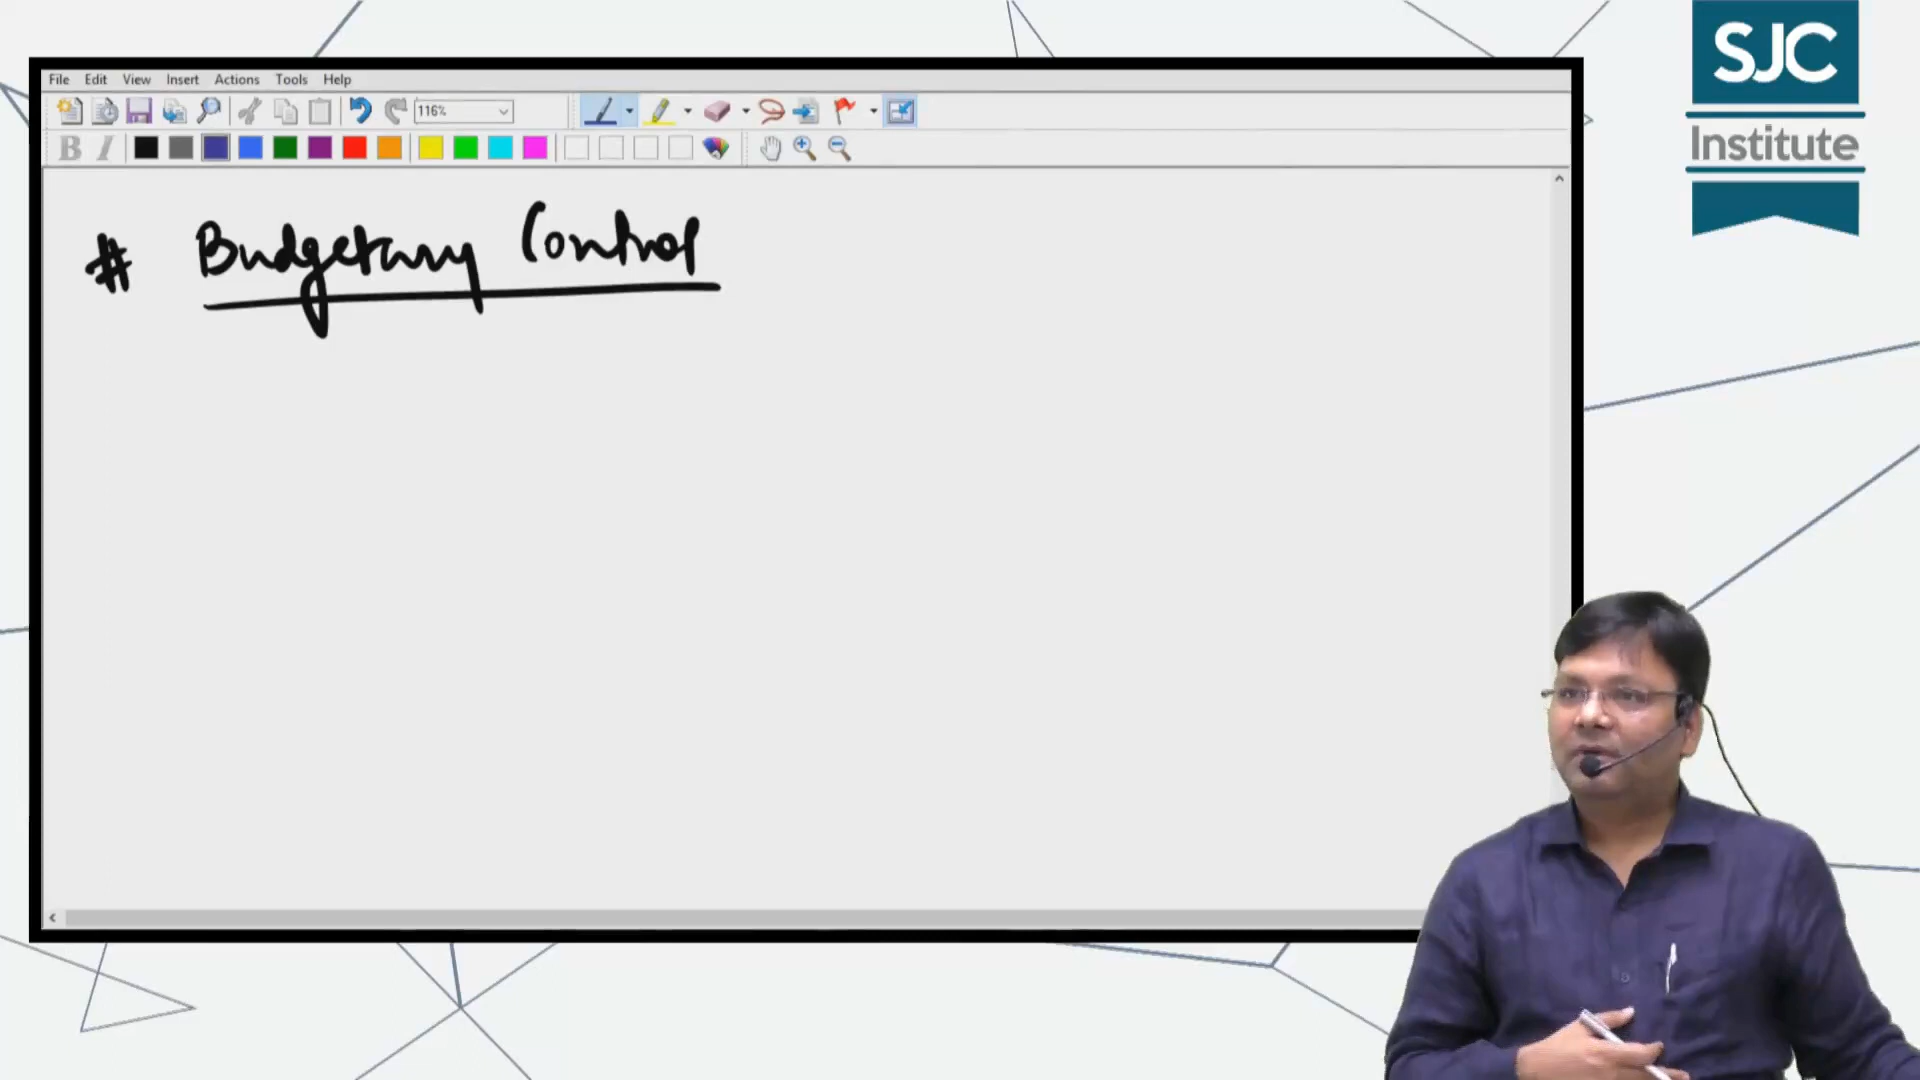 SJC
Institute
File Edit View Insert Actions Tools Help
116%
B I
# Budgetary Control